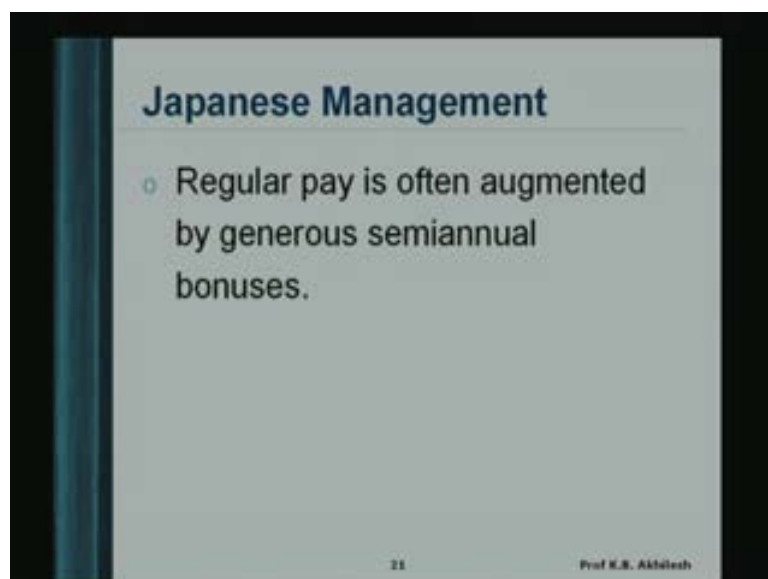 Japanese Management
o Regular pay is often augmented
by generous semiannual
bonuses.
21
Prof K.B. Akhilesh